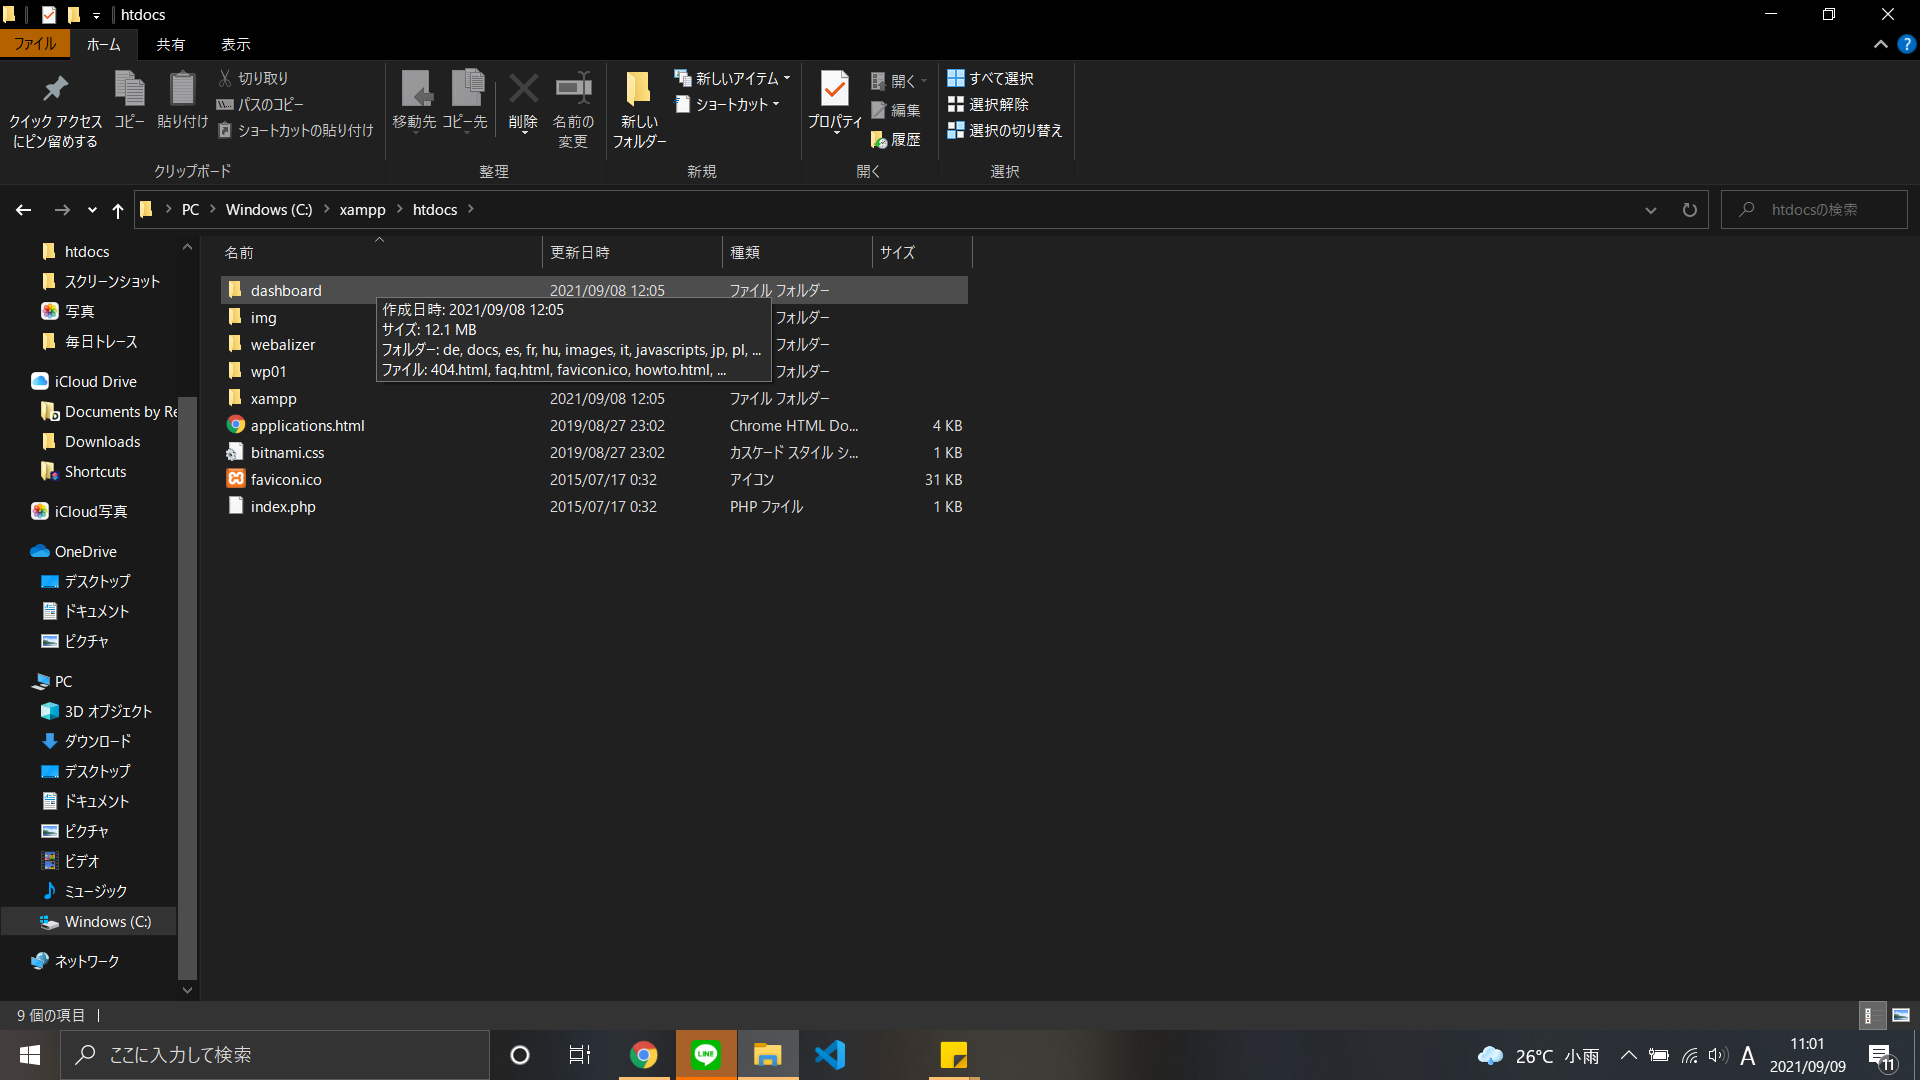 htdocs
ファイル ホーム 共有 表示
クイック アクセス
にピン留めする
コピー
貼り付け
切り取り
パスのコピー
ショートカットの貼り付け
クリップボード
移動先
コピー先
削除
名前の
変更
整理
新しい
フォルダー
新しいアイテム
ショートカット
新規
プロパティ
開く
編集
履歴
開く
すべて選択
選択解除
選択の切り替え
選択
PC Windows (C:) xampp htdocs
htdocsの検索
htdocs
スクリーンショット
写真
毎日トレース
iCloud Drive
Documents by Re
Downloads
Shortcuts
iCloud写真
OneDrive
デスクトップ
ドキュメント
ピクチャ
PC
3D オブジェクト
ダウンロード
デスクトップ
ドキュメント
ピクチャ
ビデオ
ミュージック
Windows (C:)
ネットワーク
名前 更新日時 種類 サイズ
dashboard 2021/09/08 12:05 ファイル フォルダー
img フォルダー
webalizer フォルダー
wp01 フォルダー
作成日時: 2021/09/08 12:05
サイズ: 12.1 MB
フォルダー: de, docs, es, fr, hu, images, it, javascripts, jp, pl, ...
ファイル: 404.html, faq.html, favicon.ico, howto.html, ...
xampp 2021/09/08 12:05 ファイル フォルダー
applications.html 2019/08/27 23:02 Chrome HTML Do... 4 KB
bitnami.css 2019/08/27 23:02 カスケード スタイル シ... 1 KB
favicon.ico 2015/07/17 0:32 アイコン 31 KB
index.php 2015/07/17 0:32 PHP ファイル 1 KB
9 個の項目
ここに入力して検索
LINE
26°C 小雨
A
11:01
2021/09/09
11